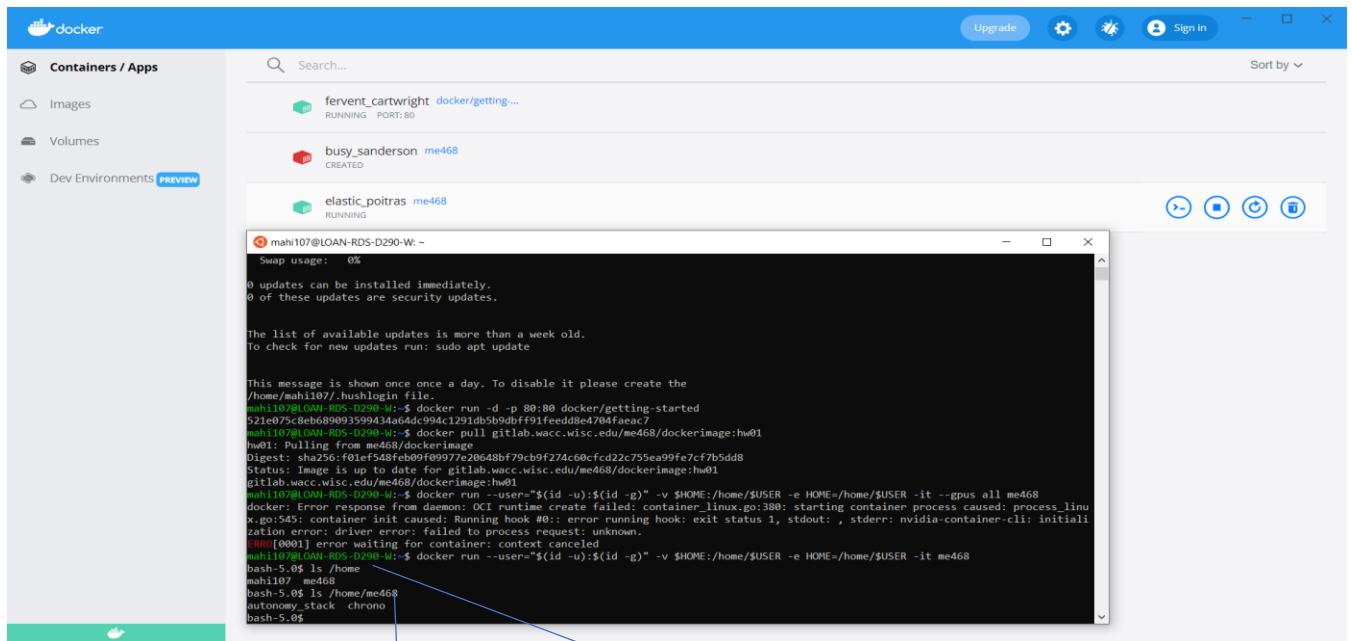 docker
Upgrade
Sign in
Containers / Apps
Images
Volumes
Dev Environments PREVIEW
Search...
Sort by
fervent_cartwright docker/getting-...
RUNNING PORT: 80
busy_sanderson me468
CREATED
elastic_poitras me468
RUNNING
mahi107@LOAN-RDS-D290-W: ~
Swap usage: 0%
0 updates can be installed immediately.
0 of these updates are security updates.
The list of available updates is more than a week old.
To check for new updates run: sudo apt update
This message is shown once once a day. To disable it please create the
/home/mahi107/.hushlogin file.
mahi107@LOAN-RDS-D290-W:~$ docker run -d -p 80:80 docker/getting-started
521e075c8eb689093599434a64dc994c1291db5b9dbff91feedd8e4704faeac7
mahi107@LOAN-RDS-D290-W:~$ docker pull gitlab.wacc.wisc.edu/me468/dockerimage:hw01
hw01: Pulling from me468/dockerimage
Digest: sha256:f01ef548feb09f09977e20648bf79cb9f274c60cfcd22c755ea99fe7cf7b5dd8
Status: Image is up to date for gitlab.wacc.wisc.edu/me468/dockerimage:hw01
gitlab.wacc.wisc.edu/me468/dockerimage:hw01
mahi107@LOAN-RDS-D290-W:~$ docker run --user="$(id -u):$(id -g)" -v $HOME:/home/$USER -e HOME=/home/$USER -it --gpus all me468
docker: Error response from daemon: OCI runtime create failed: container_linux.go:380: starting container process caused: process_linu
x.go:545: container init caused: Running hook #0:: error running hook: exit status 1, stdout: , stderr: nvidia-container-cli: initiali
zation error: driver error: failed to process request: unknown.
ERRO[0001] error waiting for container: context canceled
mahi107@LOAN-RDS-D290-W:~$ docker run --user="$(id -u):$(id -g)" -v $HOME:/home/$USER -e HOME=/home/$USER -it me468
bash-5.0$ ls /home
mahi107 me468
bash-5.0$ ls /home/me468
autonomy_stack chrono
bash-5.0$